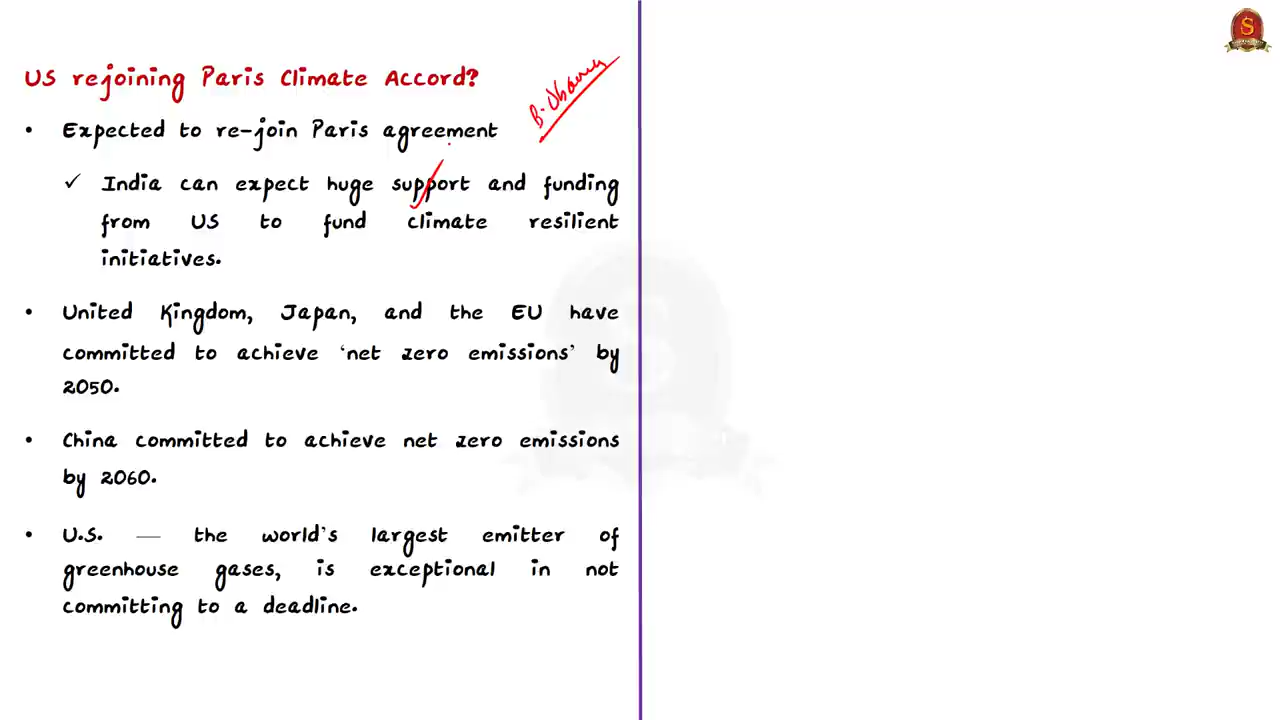 US rejoining Paris Climate Accord?
B. Obama
• Expected to re-join Paris agreement
✓ India can expect huge support and funding
from US to fund climate resilient
initiatives.
• United Kingdom, Japan, and the EU have
committed to achieve ‘net zero emissions’ by
2050.
• China committed to achieve net zero emissions
by 2060.
• U.S. — the world’s largest emitter of
greenhouse gases, is exceptional in not
committing to a deadline.
S